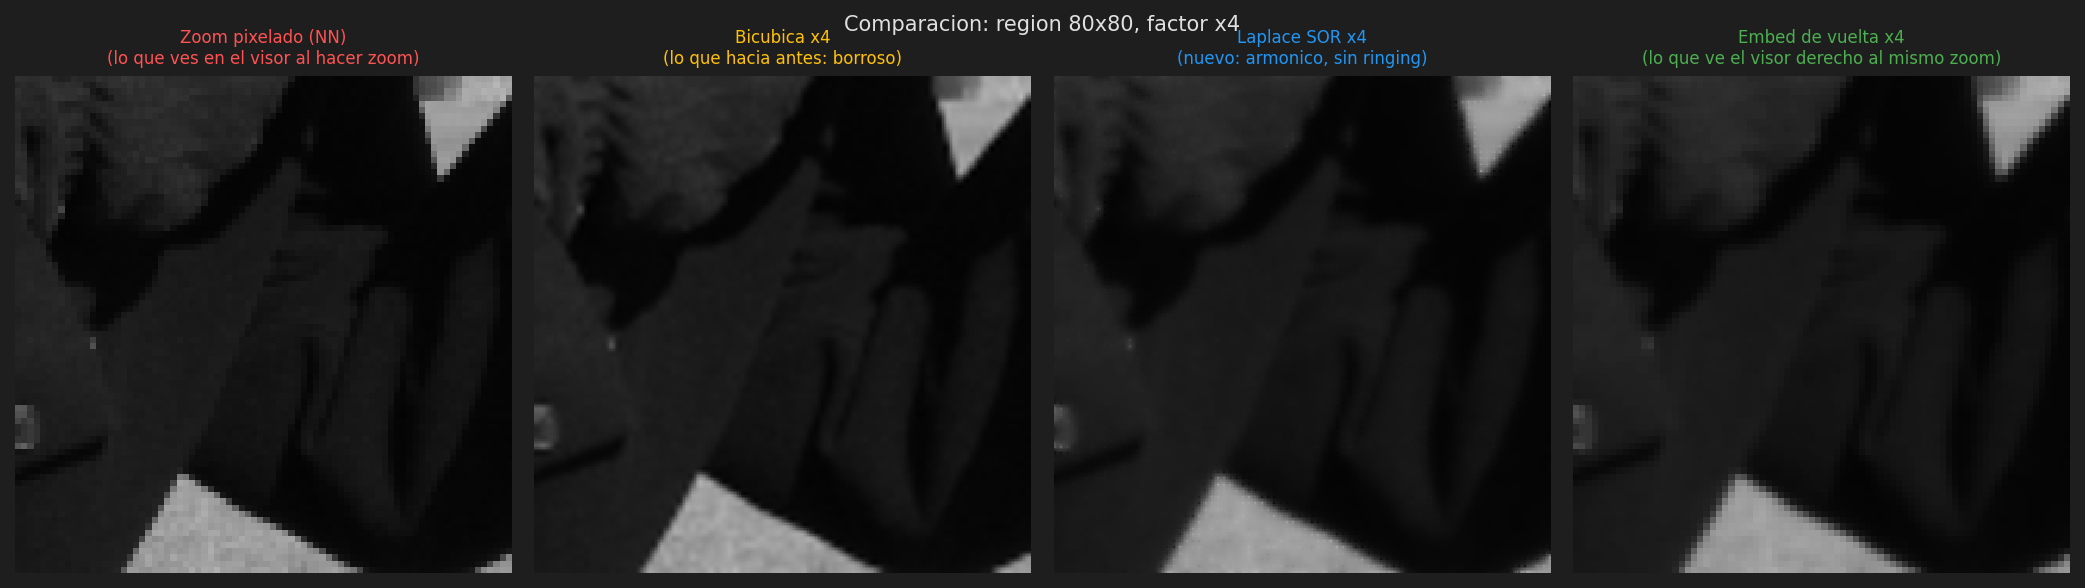 Comparacion: region 80x80, factor x4
Zoom pixelado (NN)
(lo que ves en el visor al hacer zoom)
Bicubica x4
(lo que hacia antes: borroso)
Laplace SOR x4
(nuevo: armonico, sin ringing)
Embed de vuelta x4
(lo que ve el visor derecho al mismo zoom)